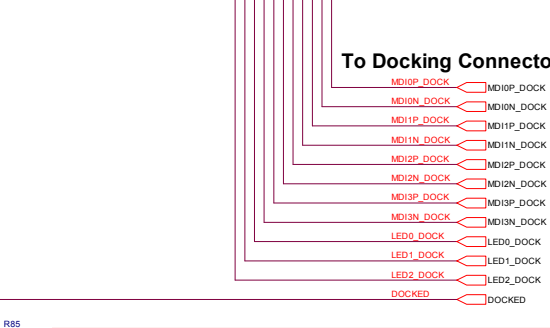 To Docking Connecto
MDI0P_DOCK MDI0P_DOCK
MDI0N_DOCK MDI0N_DOCK
MDI1P_DOCK MDI1P_DOCK
MDI1N_DOCK MDI1N_DOCK
MDI2P_DOCK MDI2P_DOCK
MDI2N_DOCK MDI2N_DOCK
MDI3P_DOCK MDI3P_DOCK
MDI3N_DOCK MDI3N_DOCK
LED0_DOCK LED0_DOCK
LED1_DOCK LED1_DOCK
LED2_DOCK LED2_DOCK
DOCKED DOCKED
R85